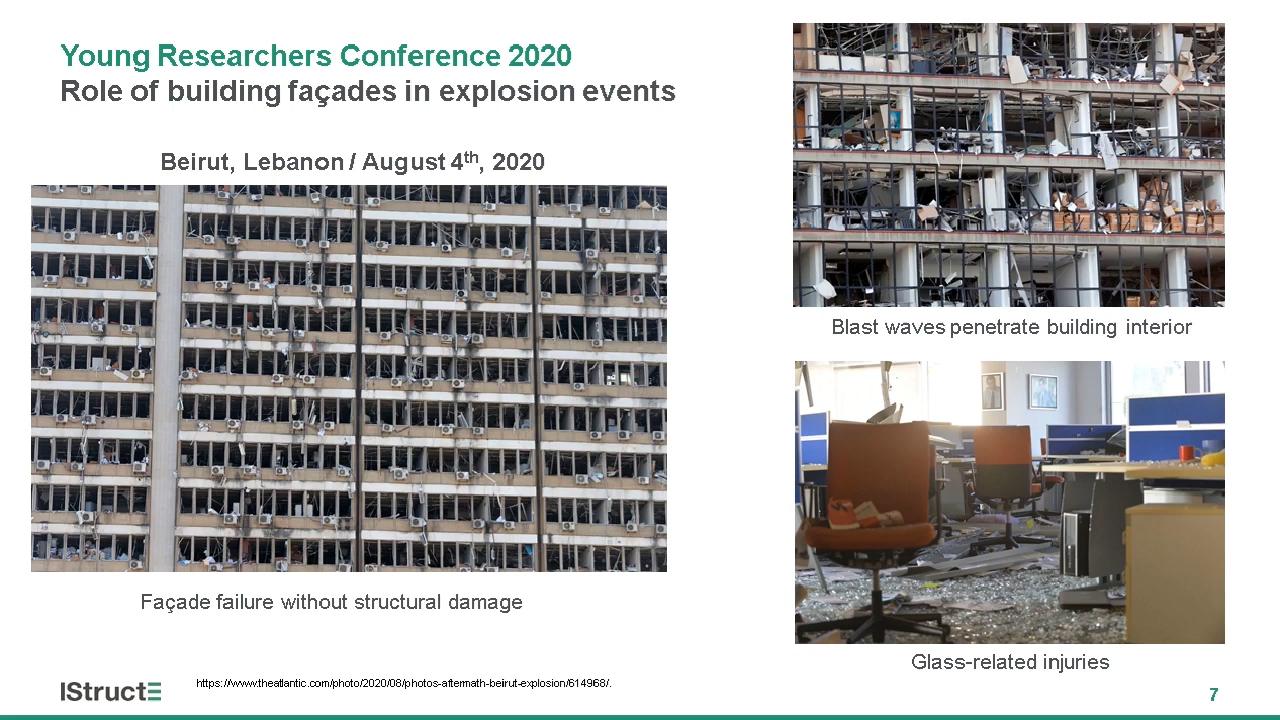 Young Researchers Conference 2020
Role of building façades in explosion events
Beirut, Lebanon / August 4th, 2020
Façade failure without structural damage
Blast waves penetrate building interior
Glass-related injuries
IStructE
https://www.theatlantic.com/photo/2020/08/photos-aftermath-beirut-explosion/614968/.
7